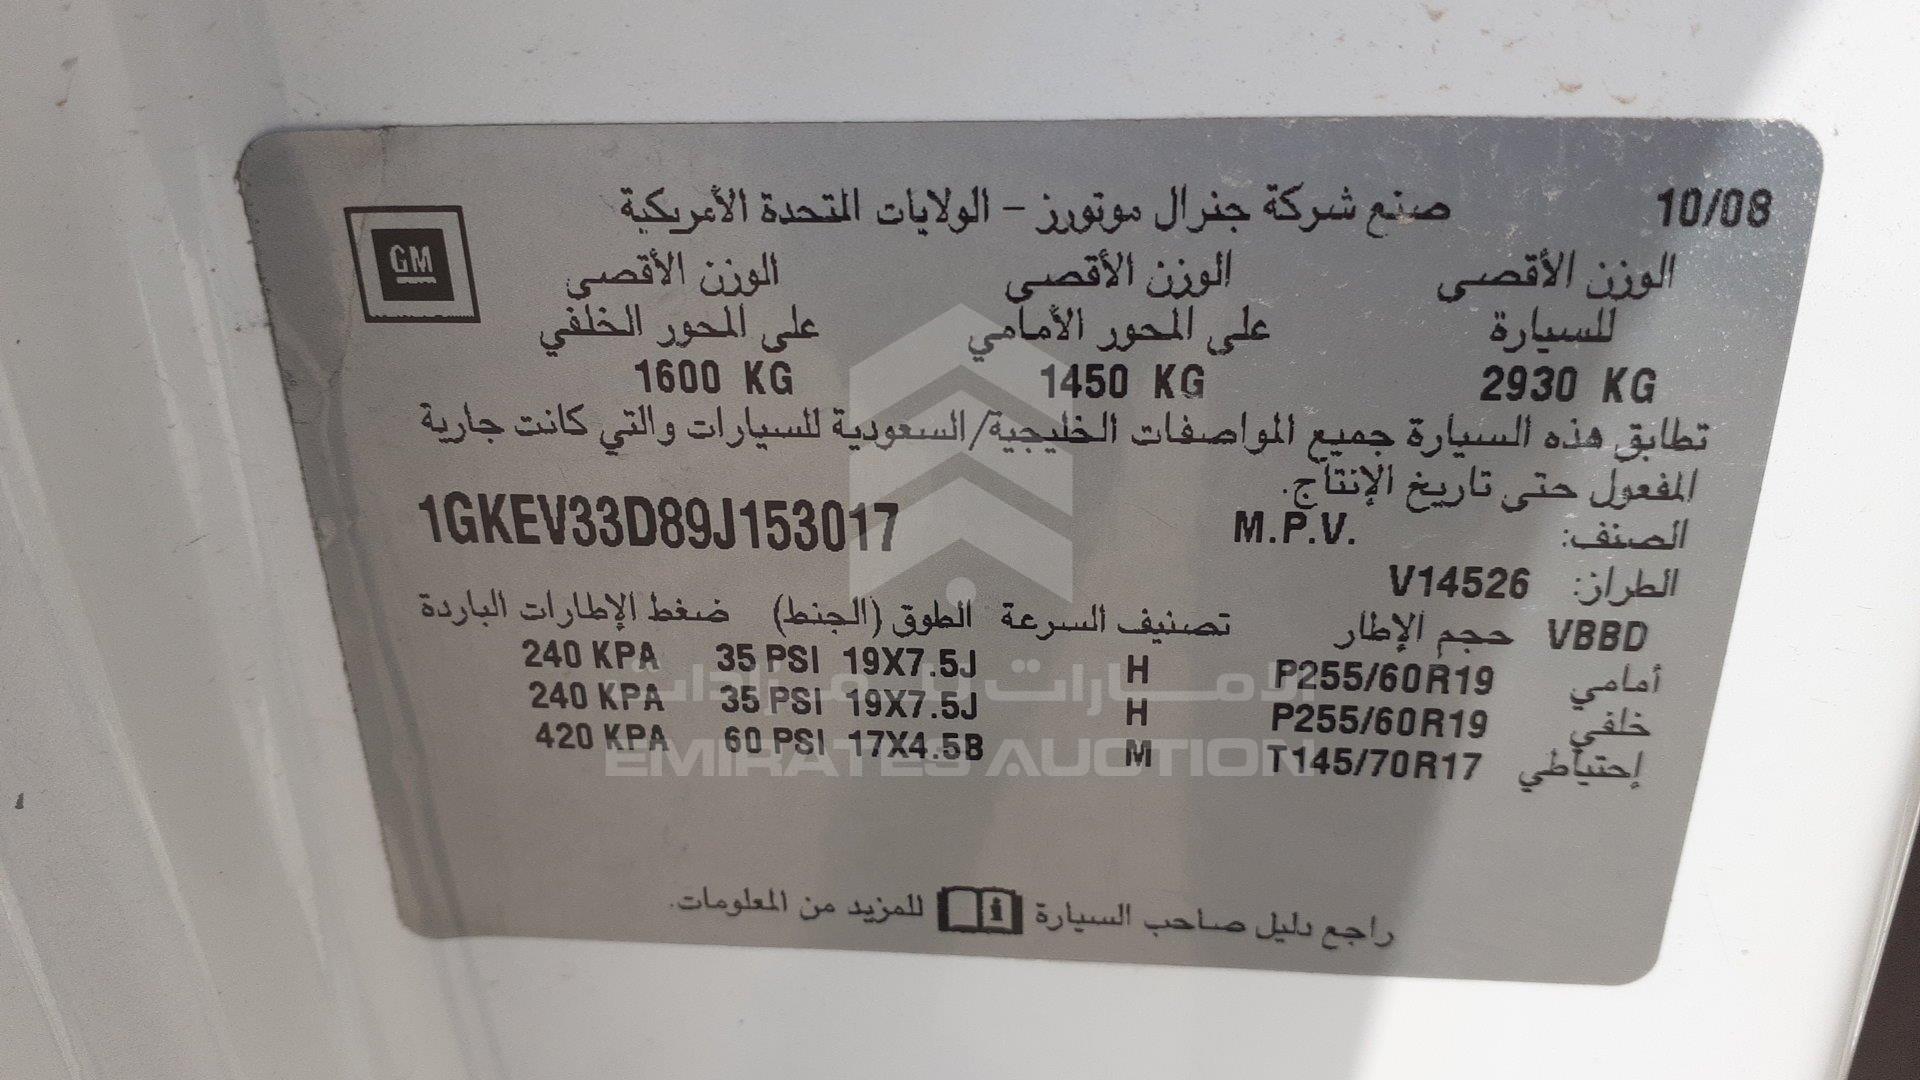 10/08 صنع شركة جنرال موتورز - الولايات المتحدة الأمريكية
GM
الوزن الأقصى الوزن الأقصى الوزن الأقصى
للسيارة على المحور الأمامي على المحور الخلفي
2930 KG 1450 KG 1600 KG
تطابق هذه السيارة جميع المواصفات الخليجية/السعودية للسيارات والتي كانت جارية
المفعول حتى تاريخ الإنتاج.
الصنف: M.P.V. 1GKEV33D89J153017
الطراز: V14526
VBBD حجم الإطار تصنيف السرعة الطوق (الجنط) ضغط الإطارات الباردة
أمامي P255/60R19 H 19X7.5J 35 PSI 240 KPA
خلفي P255/60R19 H 19X7.5J 35 PSI 240 KPA
إحتياطي T145/70R17 M 17X4.5B 60 PSI 420 KPA
راجع دليل صاحب السيارة للمزيد من المعلومات.
الامارات للمزادات
EMIRATES AUCTION